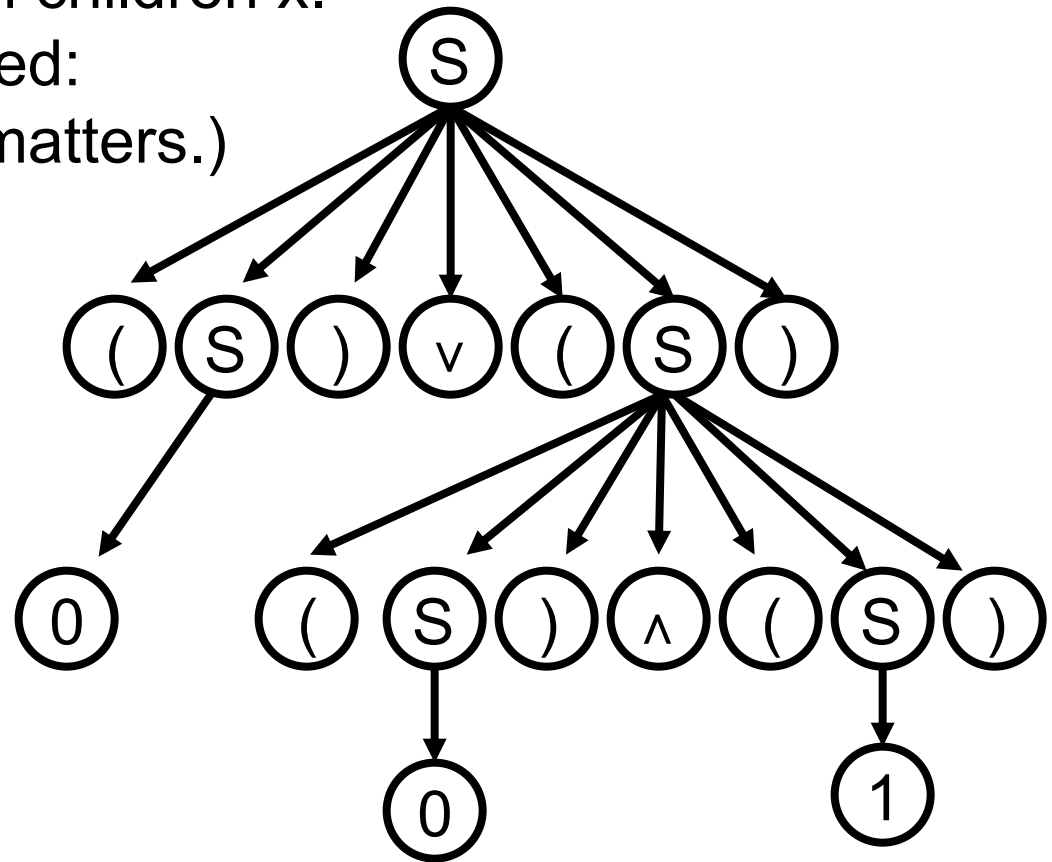 children x.
ed:
matters.)
S
( S ) v ( S )
0 ( S ) ʌ ( S )
0 1